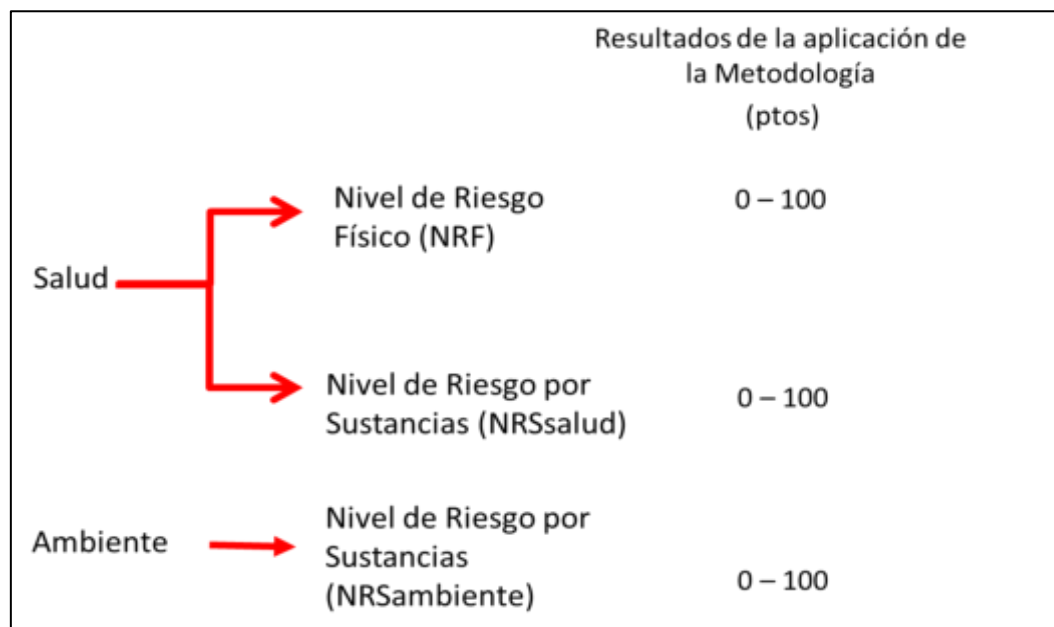 Resultados de la aplicación de
la Metodología
(ptos)
Salud
Nivel de Riesgo
Físico (NRF)
0 – 100
Nivel de Riesgo por
Sustancias (NRSsalud)
0 – 100
Ambiente
Nivel de Riesgo por
Sustancias
(NRSambiente)
0 – 100